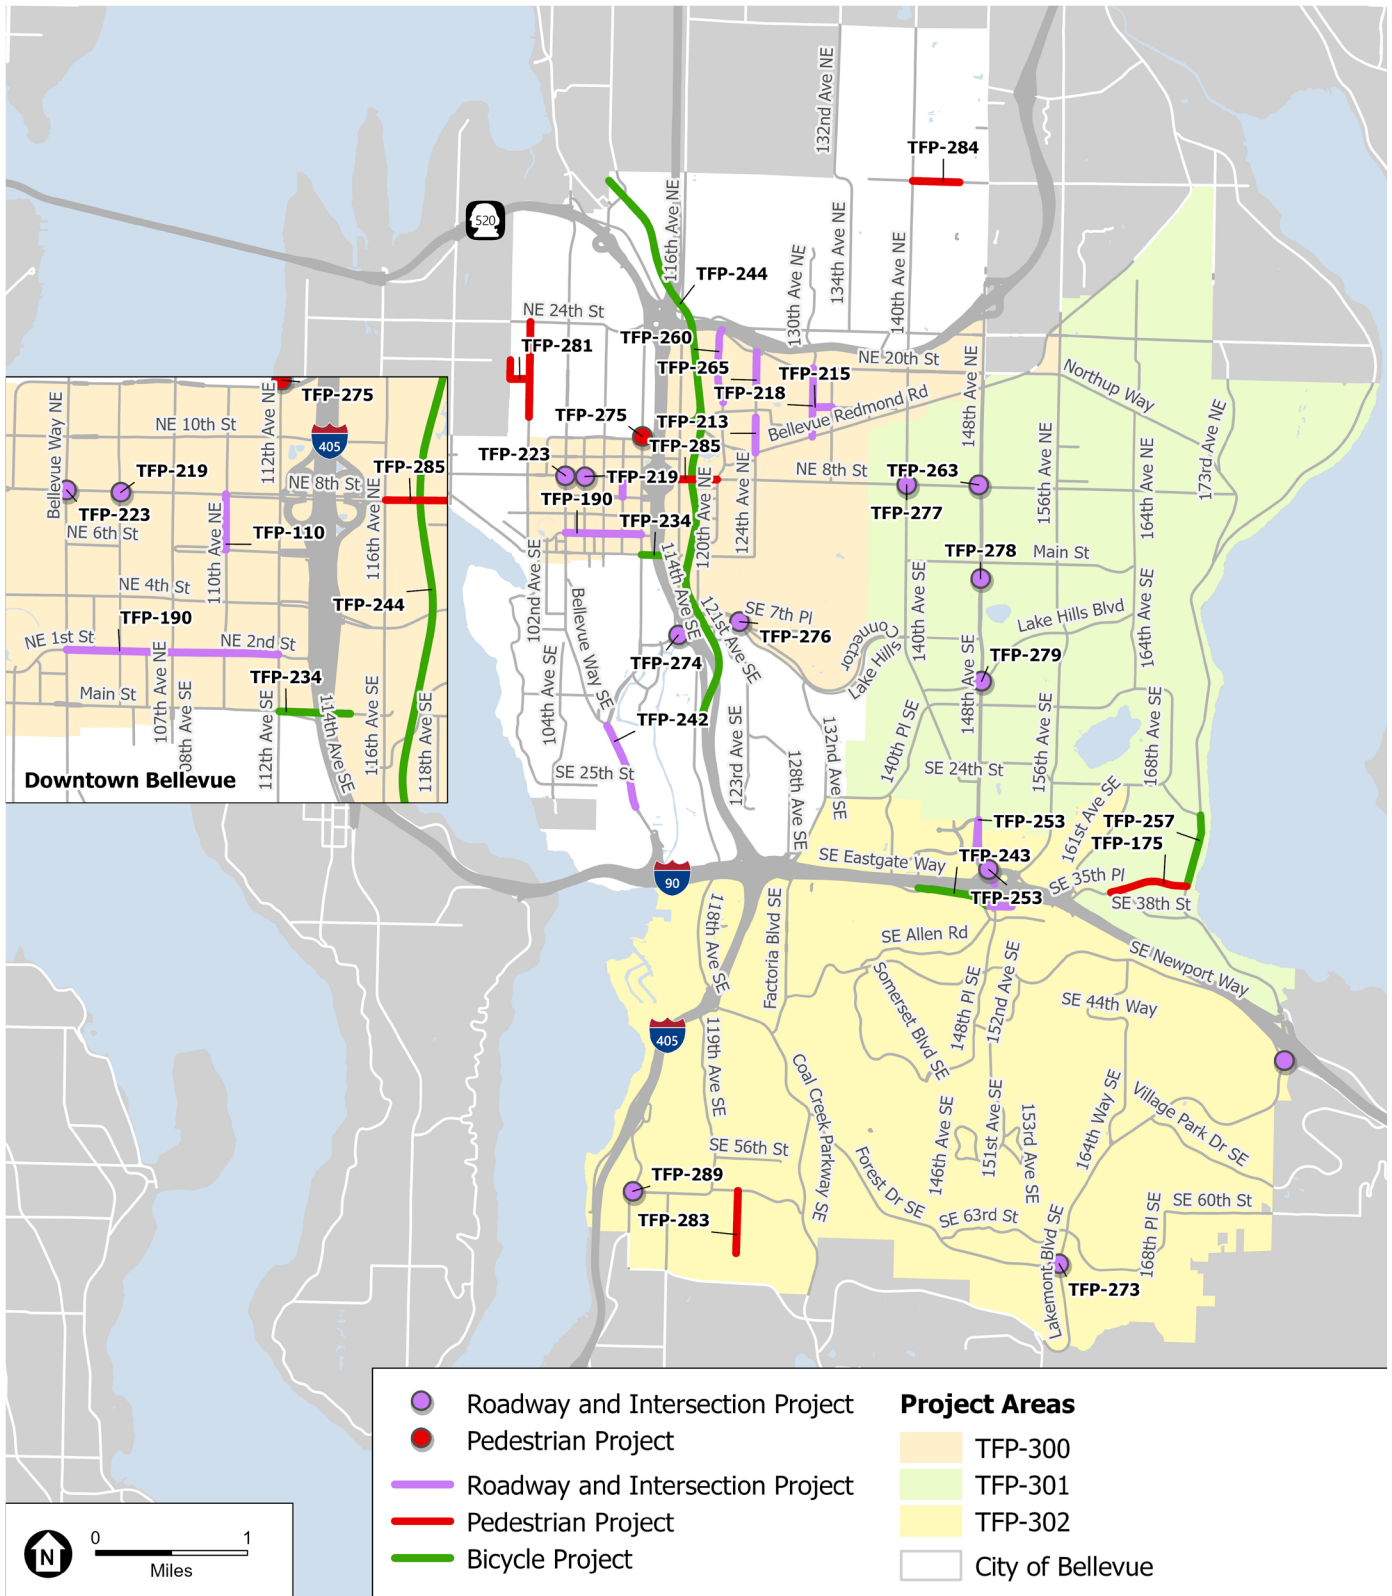 132nd Ave NE
TFP-284
520
116th Ave NE
134th Ave NE
140th Ave NE
130th Ave NE
TFP-244
NE 24th St
TFP-281
TFP-260
TFP-265
NE 20th St
TFP-215
TFP-218
148th Ave NE
Northup Way
Bellevue Redmond Rd
TFP-275
TFP-213
TFP-285
173rd Ave NE
164th Ave NE
156th Ave NE
TFP-223
TFP-219
NE 8th St
TFP-263
TFP-190
TFP-277
120th Ave NE
124th Ave NE
TFP-234
TFP-278
Main St
102nd Ave SE
114th Ave SE
Bellevue Way SE
121st Ave SE
SE 7th Pl
TFP-276
Lake Hills
Connector
140th Ave SE
Lake Hills Blvd
164th Ave SE
TFP-274
TFP-279
148th Ave SE
104th Ave SE
TFP-242
123rd Ave SE
132nd Ave SE
140th Pl SE
156th Ave SE
168th Ave SE
SE 25th St
128th Ave SE
SE 24th St
161st Ave SE
TFP-253
TFP-257
TFP-175
SE Eastgate Way
TFP-243
TFP-253
SE 35th Pl
SE 38th St
90
118th Ave SE
Factoria Blvd SE
SE Allen Rd
SE Newport Way
Somerset Blvd SE
148th Pl SE
152nd Ave SE
SE 44th Way
405
119th Ave SE
Coal Creek Parkway SE
146th Ave SE
151st Ave SE
153rd Ave SE
164th Way SE
Village Park Dr SE
SE 56th St
Forest Dr SE
TFP-289
TFP-283
SE 63rd St
Lakemont Blvd SE
168th Pl SE
SE 60th St
TFP-273
TFP-275
Bellevue Way NE
NE 10th St
112th Ave NE
405
TFP-219
TFP-285
NE 8th St
TFP-223
NE 6th St
110th Ave NE
TFP-110
116th Ave NE
NE 4th St
TFP-244
TFP-190
NE 1st St
NE 2nd St
107th Ave NE
TFP-234
Main St
08th Ave SE
112th Ave SE
114th Ave SE
116th Ave SE
118th Ave SE
Downtown Bellevue
Roadway and Intersection Project
Pedestrian Project
Roadway and Intersection Project
Pedestrian Project
Bicycle Project
Project Areas
TFP-300
TFP-301
TFP-302
City of Bellevue
N
0 1
Miles